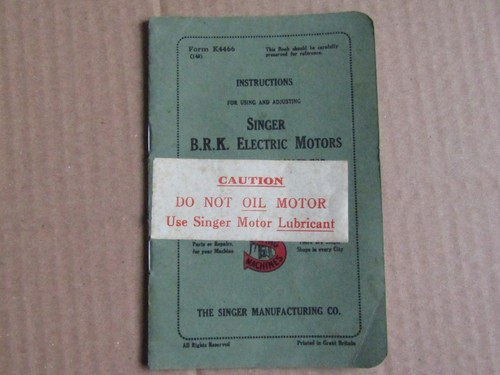 Form K4466
This Book should be carefully
preserved for reference.
INSTRUCTIONS
FOR USING AND ADJUSTING
SINGER
B.R.K. ELECTRIC MOTORS
CAUTION
DO NOT OIL MOTOR
Use Singer Motor Lubricant
Parts or Repairs,
for your Machine
Shops in every City
MACHINES
THE SINGER MANUFACTURING CO.
All Rights Reserved
Printed in Great Britain